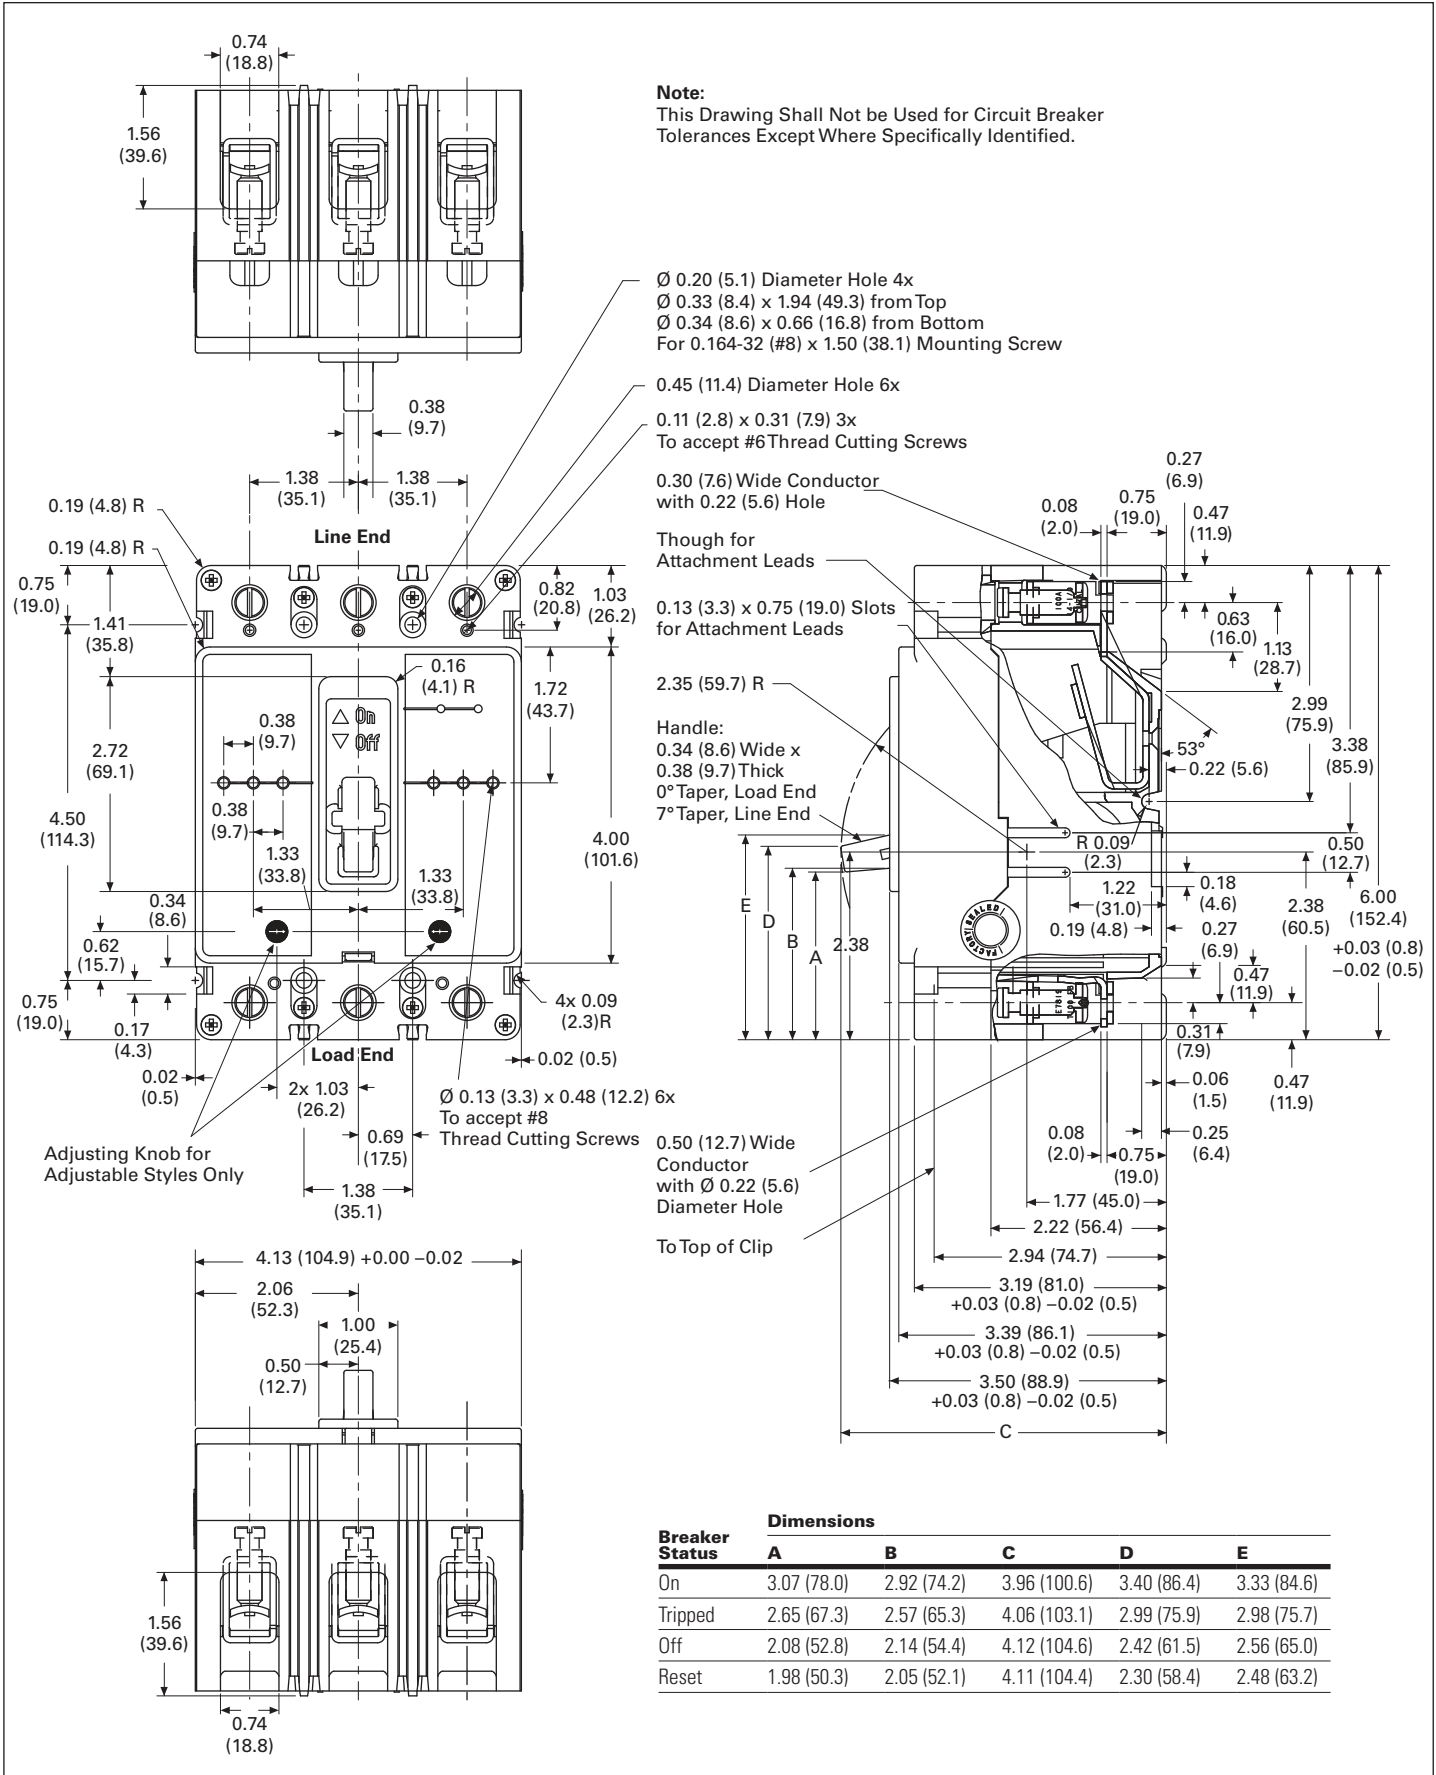 0.74
(18.8)
1.56
(39.6)
Note:
This Drawing Shall Not be Used for Circuit Breaker
Tolerances Except Where Specifically Identified.
Ø 0.20 (5.1) Diameter Hole 4x
Ø 0.33 (8.4) x 1.94 (49.3) from Top
Ø 0.34 (8.6) x 0.66 (16.8) from Bottom
For 0.164-32 (#8) x 1.50 (38.1) Mounting Screw
0.45 (11.4) Diameter Hole 6x
0.11 (2.8) x 0.31 (7.9) 3x
To accept #6 Thread Cutting Screws
0.30 (7.6) Wide Conductor
with 0.22 (5.6) Hole
Though for
Attachment Leads
0.13 (3.3) x 0.75 (19.0) Slots
for Attachment Leads
2.35 (59.7) R
Handle:
0.34 (8.6) Wide x
0.38 (9.7) Thick
0° Taper, Load End
7° Taper, Line End
0.38
(9.7)
1.38
(35.1)
1.38
(35.1)
0.19 (4.8) R
Line End
0.19 (4.8) R
0.75
(19.0)
1.41
(35.8)
0.82
(20.8)
1.03
(26.2)
0.16
(4.1) R
1.72
(43.7)
On
Off
0.38
(9.7)
2.72
(69.1)
0.38
(9.7)
4.50
(114.3)
4.00
(101.6)
1.33
(33.8)
1.33
(33.8)
0.34
(8.6)
0.62
(15.7)
0.75
(19.0)
0.17
(4.3)
4x 0.09
(2.3)R
Load End
0.02 (0.5)
0.02
(0.5)
2x 1.03
(26.2)
Ø 0.13 (3.3) x 0.48 (12.2) 6x
To accept #8
Thread Cutting Screws
0.69
(17.5)
Adjusting Knob for
Adjustable Styles Only
1.38
(35.1)
0.27
(6.9)
0.08
(2.0)
0.75
(19.0)
0.47
(11.9)
100A
0.63
(16.0)
1.13
(28.7)
2.99
(75.9)
53°
3.38
(85.9)
0.22 (5.6)
R 0.09
(2.3)
0.50
(12.7)
1.22
(31.0)
0.18
(4.6)
6.00
(152.4)
+0.03 (0.8)
–0.02 (0.5)
2.38
(60.5)
E
D
B
A
2.38
FACTORY SEALED
0.19 (4.8)
0.27
(6.9)
0.47
(11.9)
0.31
(7.9)
0.06
(1.5)
0.47
(11.9)
0.50 (12.7) Wide
Conductor
with Ø 0.22 (5.6)
Diameter Hole
0.08
(2.0)
0.75
(19.0)
0.25
(6.4)
1.77 (45.0)
To Top of Clip
2.22 (56.4)
2.94 (74.7)
3.19 (81.0)
+0.03 (0.8) –0.02 (0.5)
3.39 (86.1)
+0.03 (0.8) –0.02 (0.5)
3.50 (88.9)
+0.03 (0.8) –0.02 (0.5)
C
4.13 (104.9) +0.00 –0.02
2.06
(52.3)
1.00
(25.4)
0.50
(12.7)
1.56
(39.6)
0.74
(18.8)
Dimensions
Breaker
Status A B C D E
On 3.07 (78.0) 2.92 (74.2) 3.96 (100.6) 3.40 (86.4) 3.33 (84.6)
Tripped 2.65 (67.3) 2.57 (65.3) 4.06 (103.1) 2.99 (75.9) 2.98 (75.7)
Off 2.08 (52.8) 2.14 (54.4) 4.12 (104.6) 2.42 (61.5) 2.56 (65.0)
Reset 1.98 (50.3) 2.05 (52.1) 4.11 (104.4) 2.30 (58.4) 2.48 (63.2)